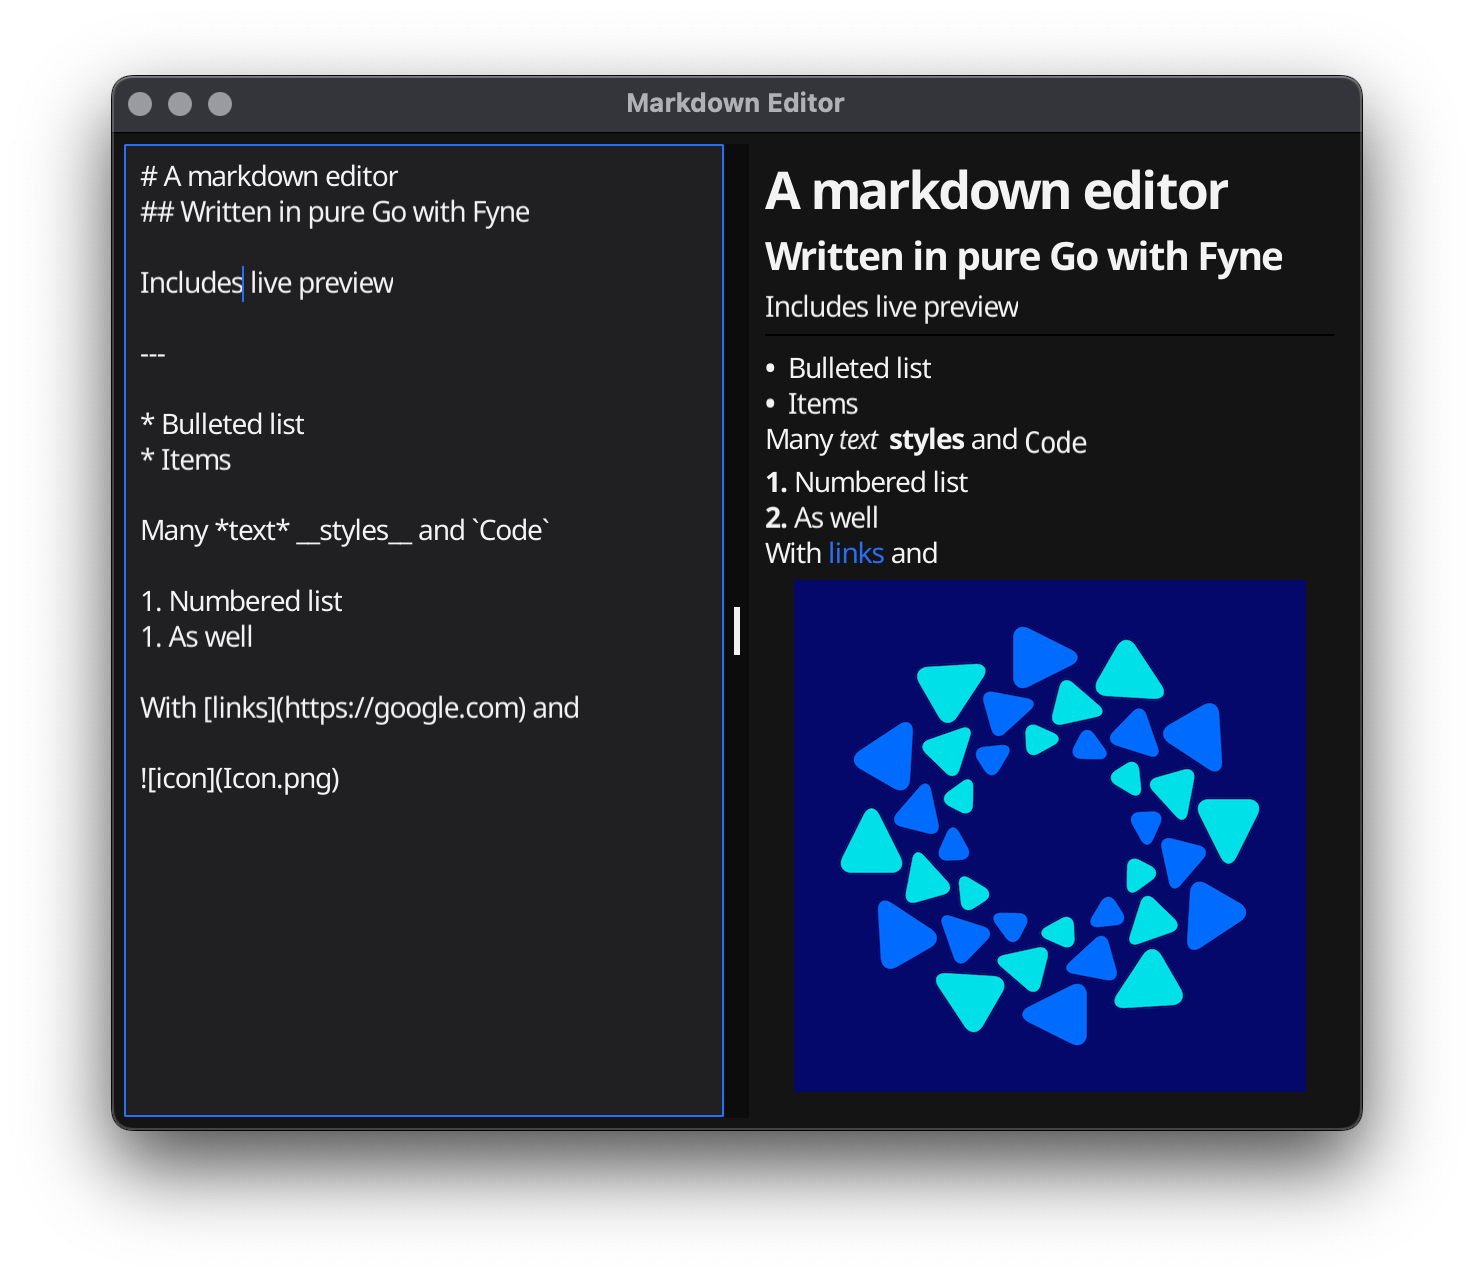 Markdown Editor
# A markdown editor
## Written in pure Go with Fyne
Includes live preview
---
* Bulleted list
* Items
Many *text* __styles__ and `Code`
1. Numbered list
1. As well
With [links](https://google.com) and
![icon](Icon.png)
A markdown editor
Written in pure Go with Fyne
Includes live preview
• Bulleted list
• Items
Many text styles and Code
1. Numbered list
2. As well
With links and